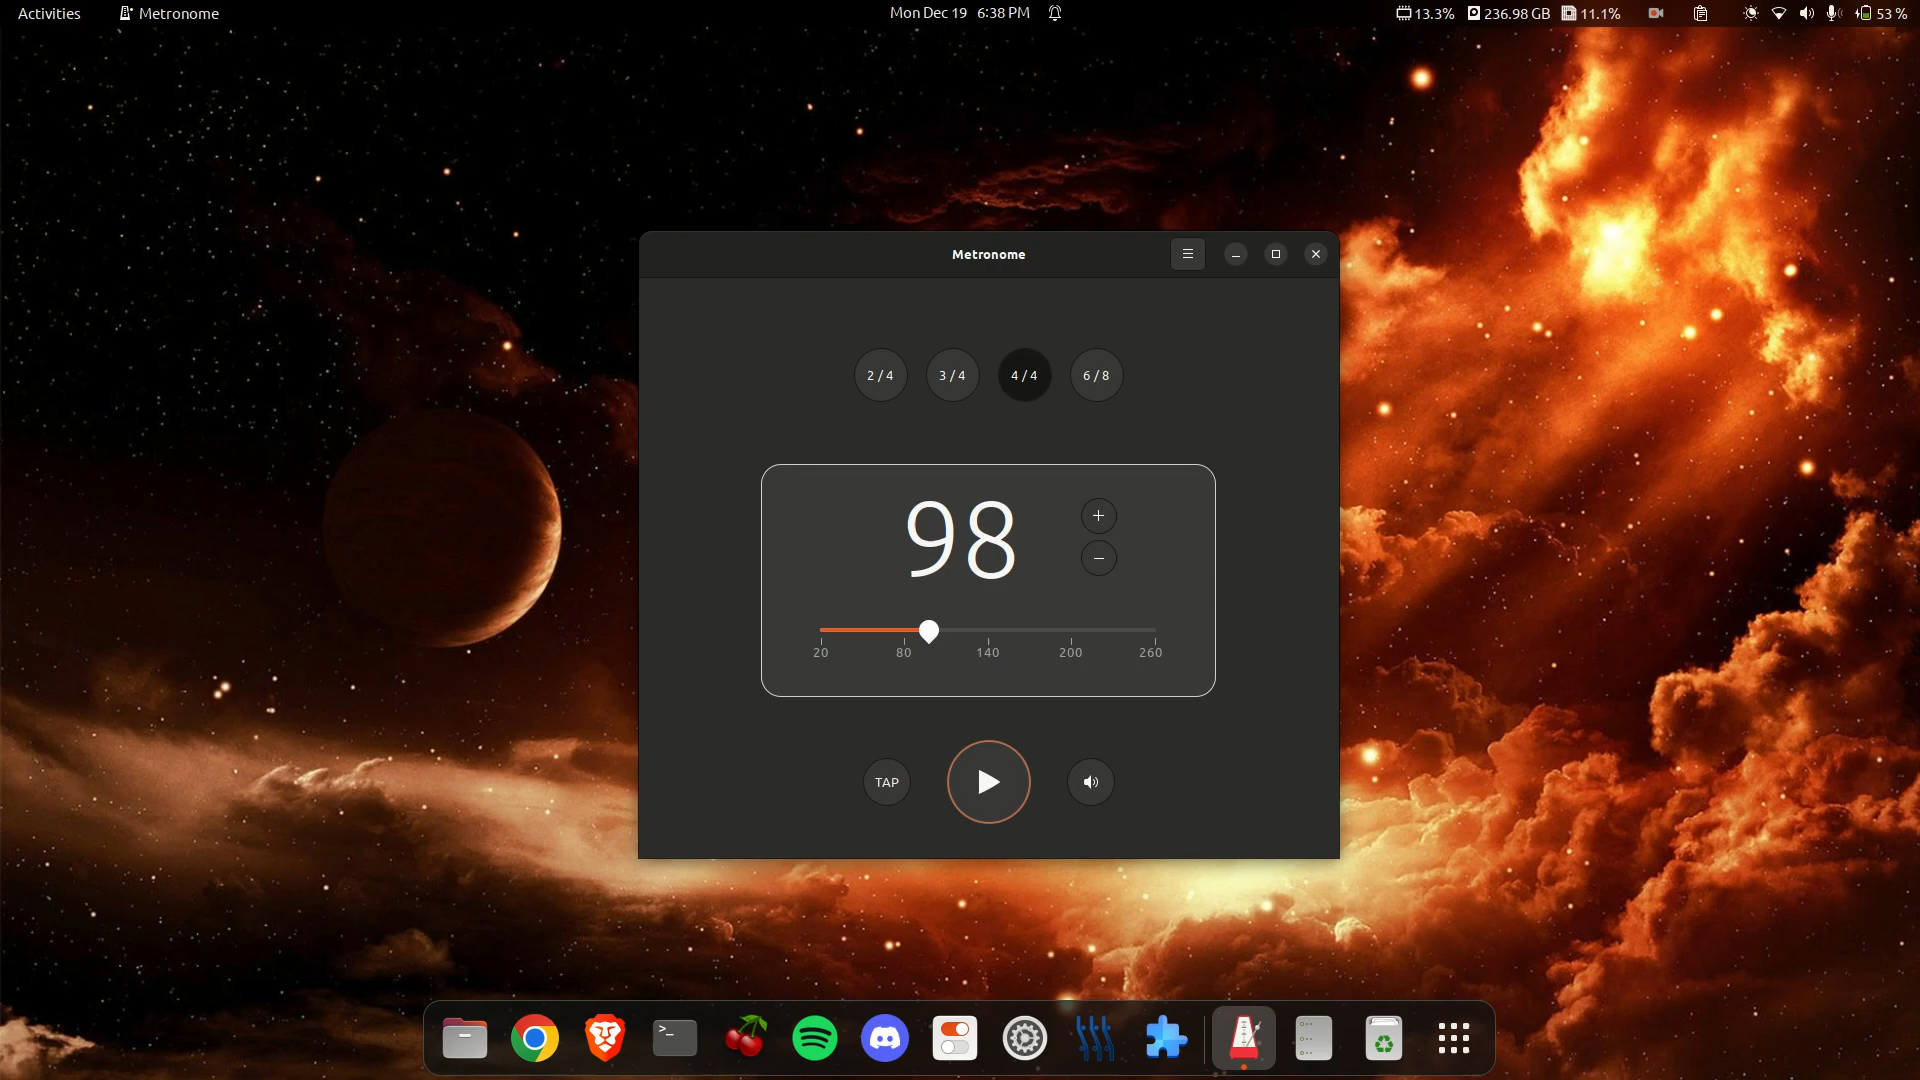 Activities Metronome Mon Dec 19 6:38 PM 13.3% 236.98 GB 11.1% 53 %
Metronome
2 / 4 3 / 4 4 / 4 6 / 8
98
+
−
20 80 140 200 260
TAP
>_